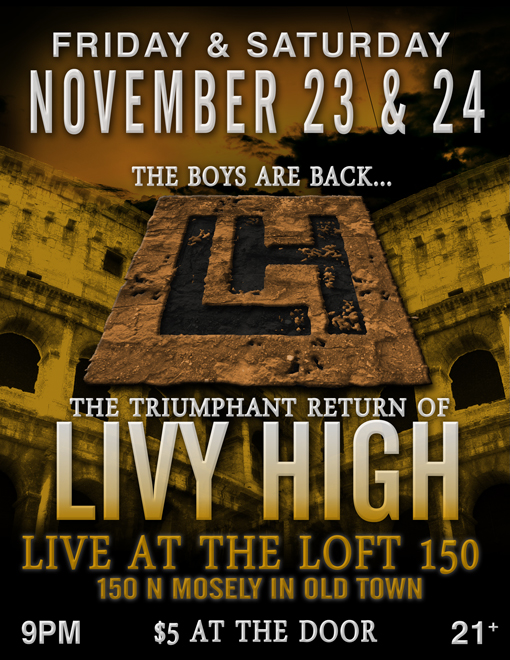 FRIDAY & SATURDAY
NOVEMBER 23 & 24
THE BOYS ARE BACK...
LH
THE TRIUMPHANT RETURN OF
LIVY HIGH
LIVE AT THE LOFT 150
150 N MOSELY IN OLD TOWN
9PM $5 AT THE DOOR 21+